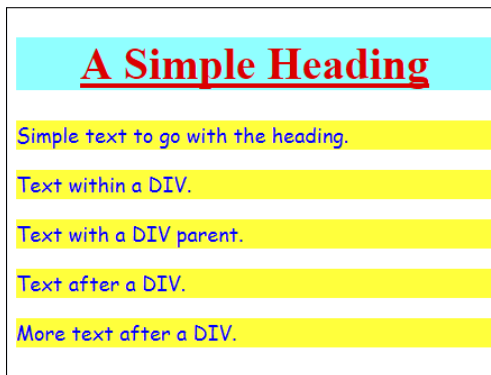 A Simple Heading
Simple text to go with the heading.
Text within a DIV.
Text with a DIV parent.
Text after a DIV.
More text after a DIV.